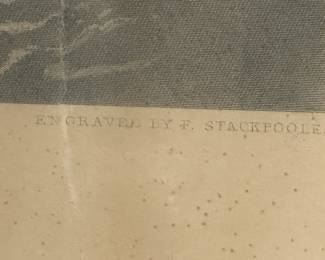 ENGRAVED BY F. STACKPOOLE